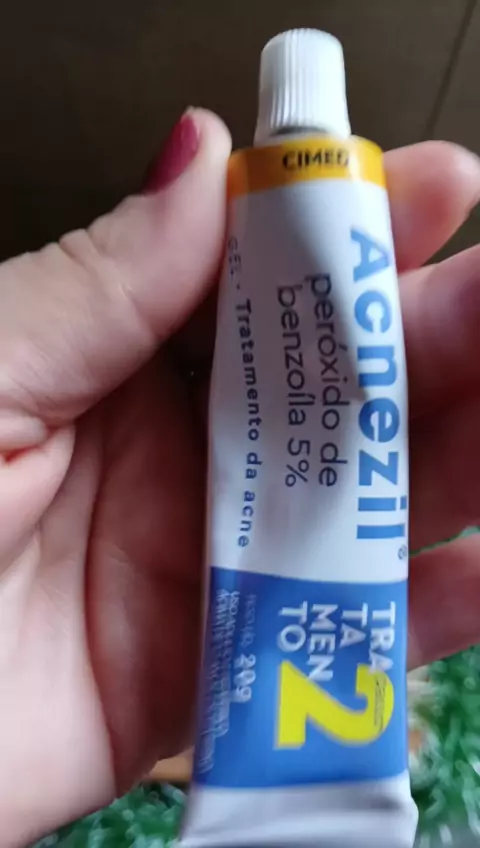 CIMED
Acnezil®
peróxido de
benzoíla 5%
GEL · Tratamento da acne
TRA
TA
MEN
TO
2
20g